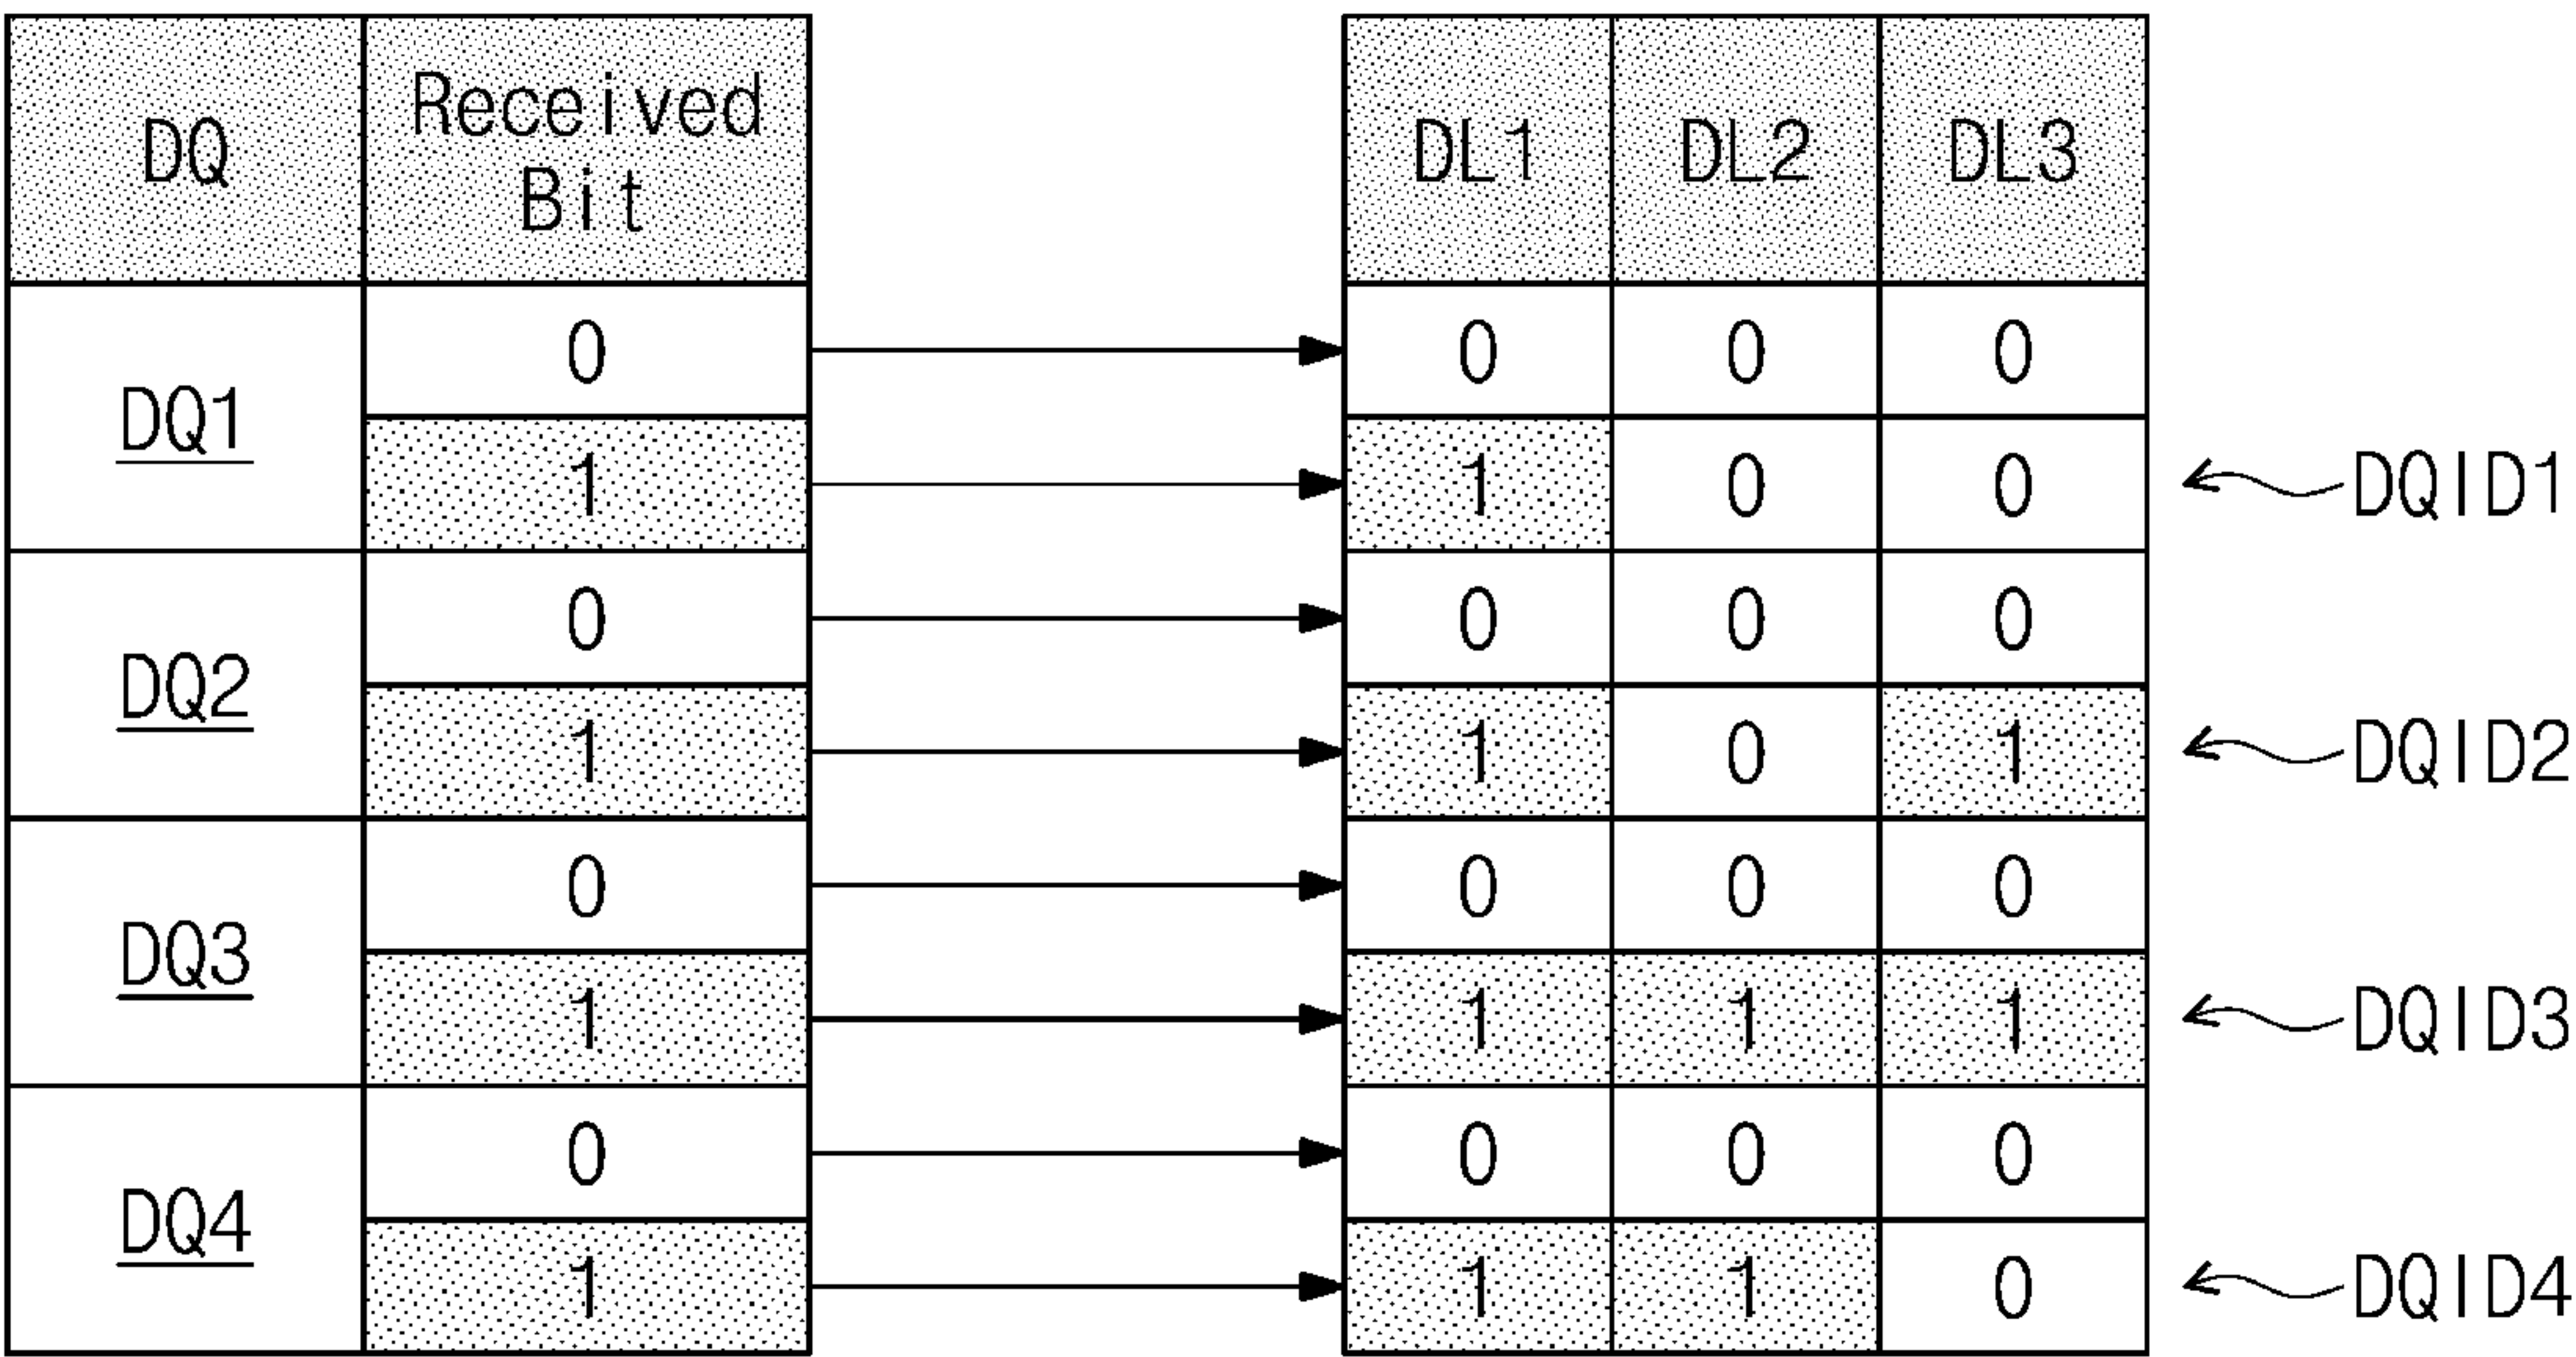 DQ Received Bit DL1 DL2 DL3
DQ1 0 0 0 0
1 1 0 0 DQID1
DQ2 0 0 0 0
1 1 0 1 DQID2
DQ3 0 0 0 0
1 1 1 1 DQID3
DQ4 0 0 0 0
1 1 1 0 DQID4